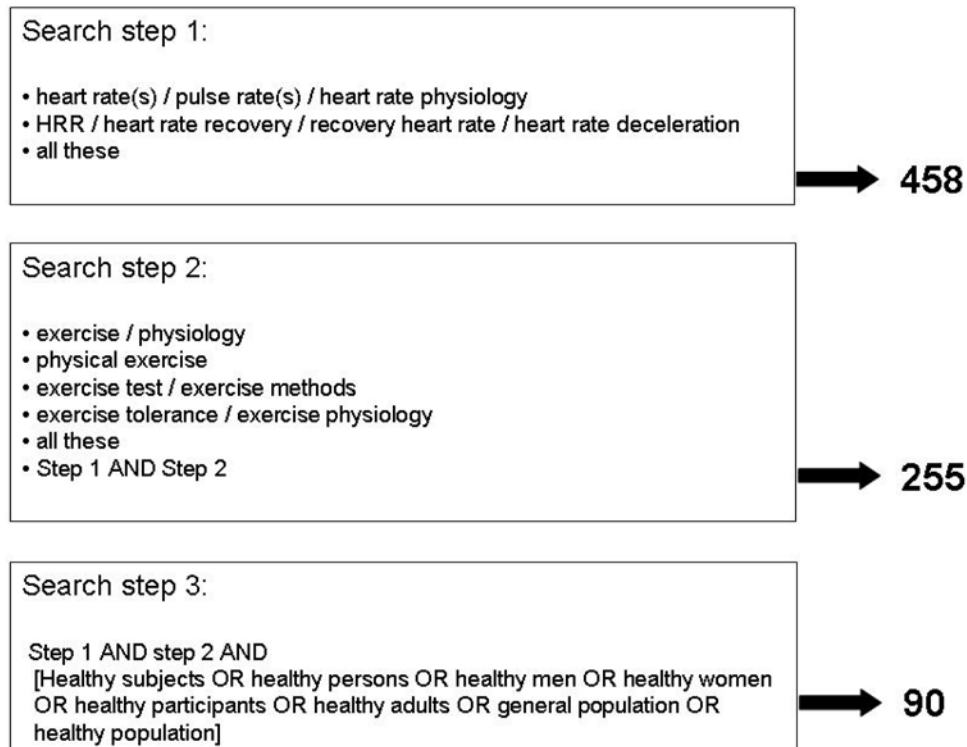 Search step 1:
• heart rate(s) / pulse rate(s) / heart rate physiology
• HRR / heart rate recovery / recovery heart rate / heart rate deceleration
• all these
458
Search step 2:
• exercise / physiology
• physical exercise
• exercise test / exercise methods
• exercise tolerance / exercise physiology
• all these
• Step 1 AND Step 2
255
Search step 3:
Step 1 AND step 2 AND
[Healthy subjects OR healthy persons OR healthy men OR healthy women
OR healthy participants OR healthy adults OR general population OR
healthy population]
90